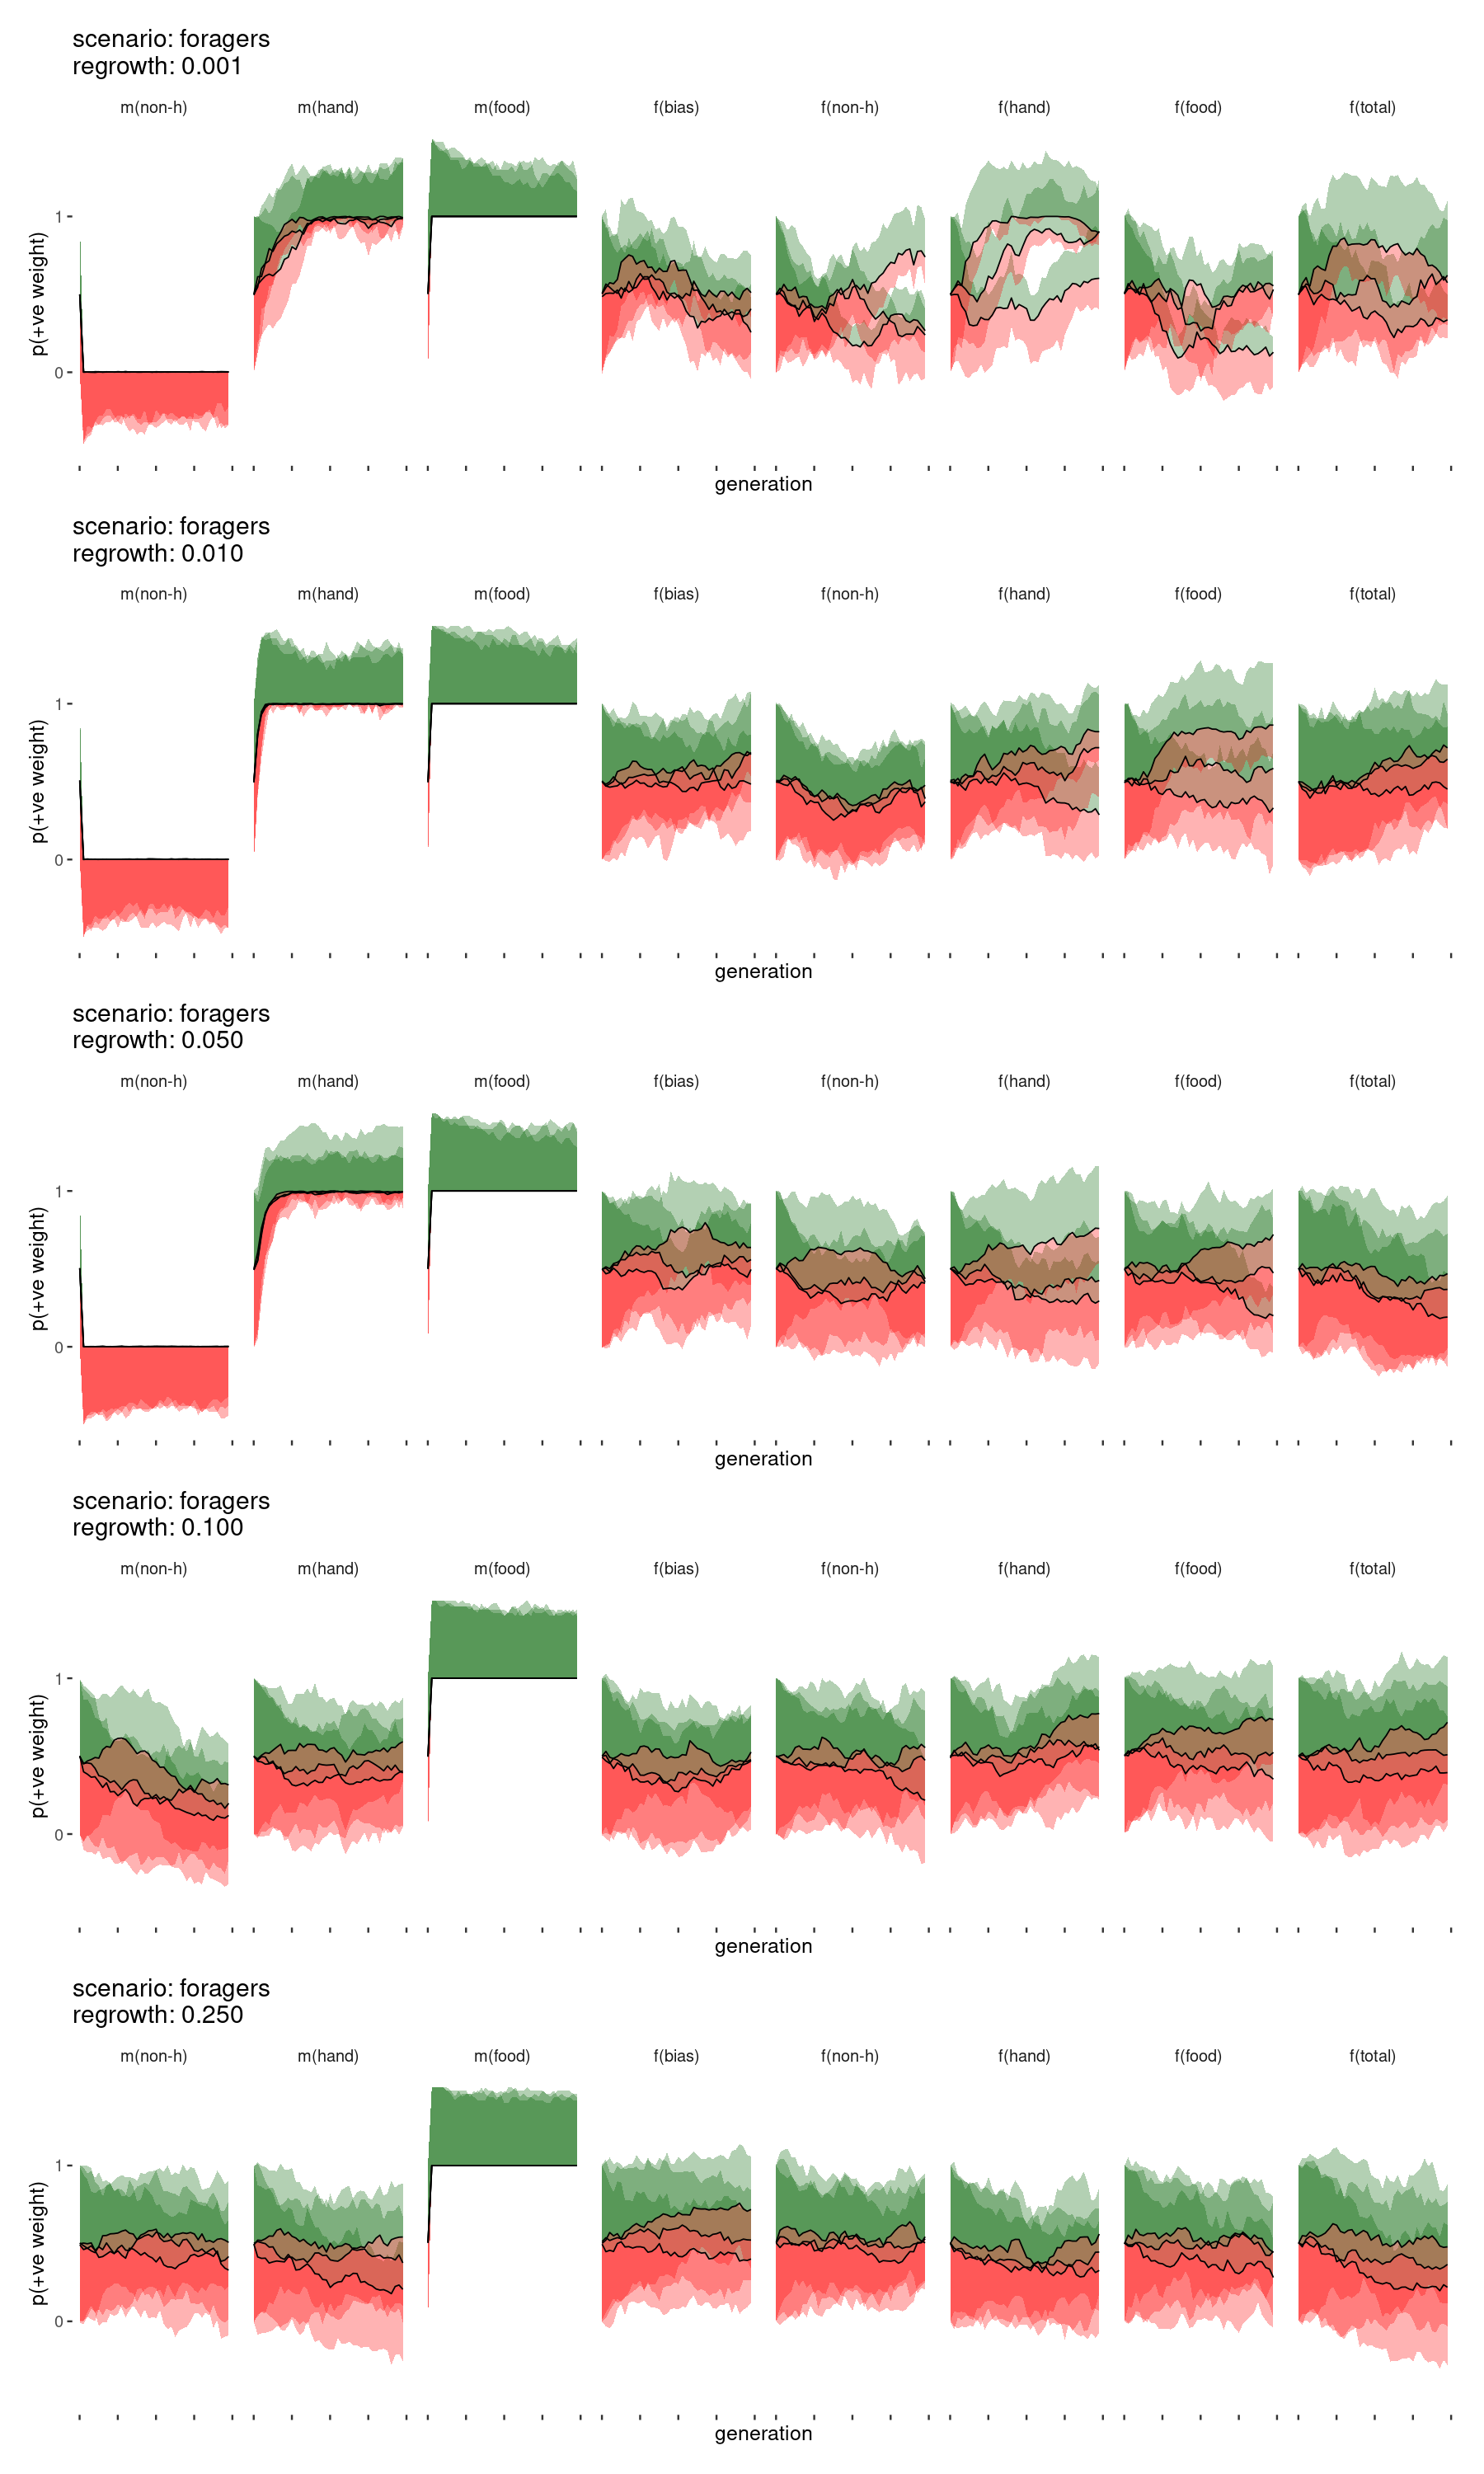 scenario: foragers
regrowth: 0.001
m(non-h) m(hand) m(food) f(bias) f(non-h) f(hand) f(food) f(total)
p(+ve weight)
1
0
generation
scenario: foragers
regrowth: 0.010
m(non-h) m(hand) m(food) f(bias) f(non-h) f(hand) f(food) f(total)
p(+ve weight)
1
0
generation
scenario: foragers
regrowth: 0.050
m(non-h) m(hand) m(food) f(bias) f(non-h) f(hand) f(food) f(total)
p(+ve weight)
1
0
generation
scenario: foragers
regrowth: 0.100
m(non-h) m(hand) m(food) f(bias) f(non-h) f(hand) f(food) f(total)
p(+ve weight)
1
0
generation
scenario: foragers
regrowth: 0.250
m(non-h) m(hand) m(food) f(bias) f(non-h) f(hand) f(food) f(total)
p(+ve weight)
1
0
generation